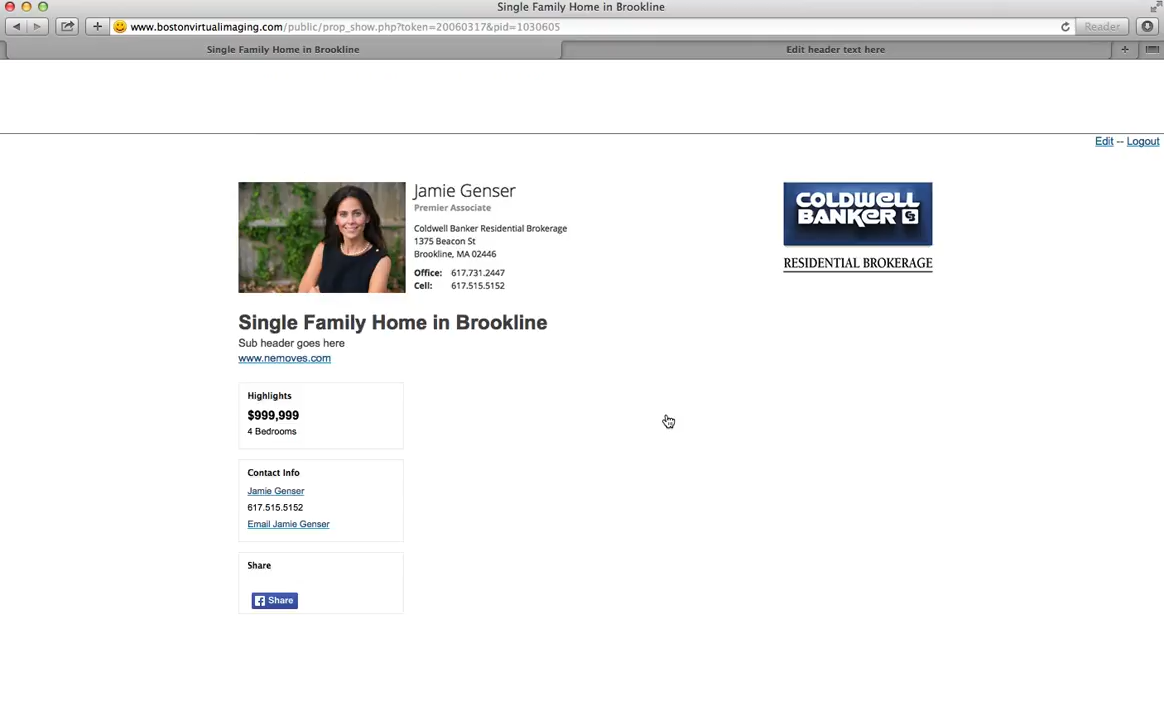 Single Family Home in Brookline
www.bostonvirtualimaging.com/public/prop_show.php?token=20060317&pid=1030605
Reader
Single Family Home in Brookline
Edit header text here
Edit -- Logout
Jamie Genser
Premier Associate
Coldwell Banker Residential Brokerage
1375 Beacon St
Brookline, MA 02446
Office: 617.731.2447
Cell: 617.515.5152
COLDWELL
BANKER
RESIDENTIAL BROKERAGE
Single Family Home in Brookline
Sub header goes here
www.nemoves.com
Highlights
$999,999
4 Bedrooms
Contact Info
Jamie Genser
617.515.5152
Email Jamie Genser
Share
Share